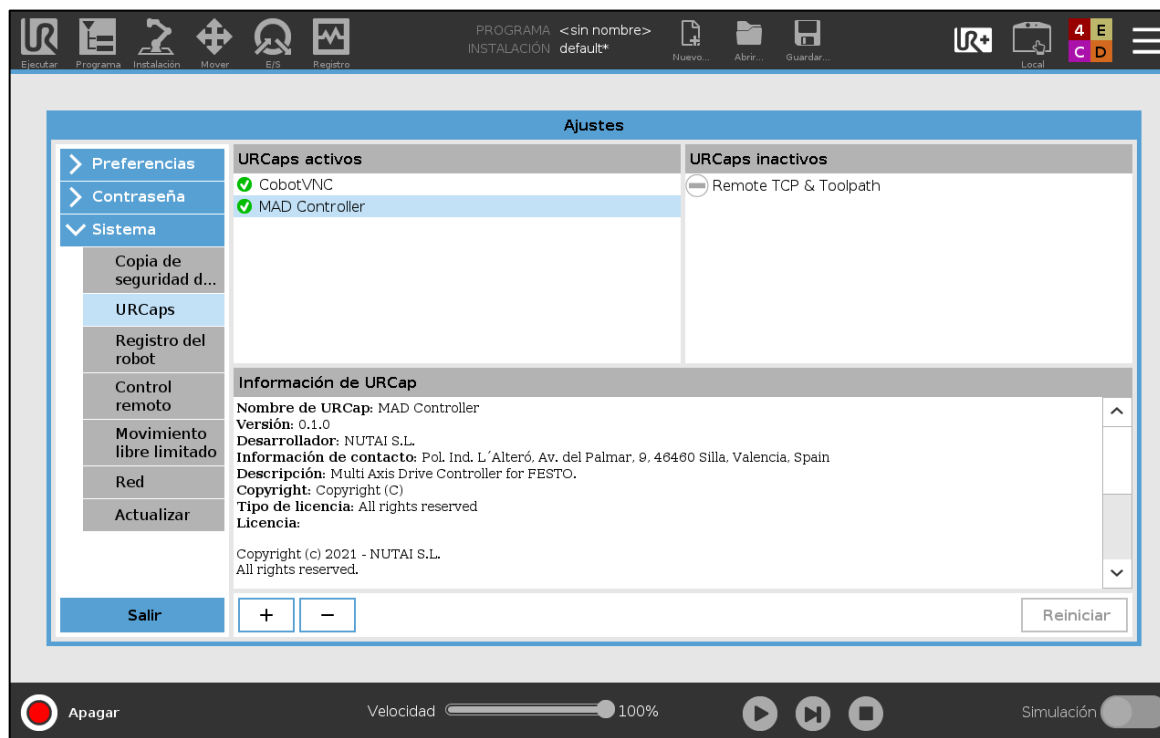 UR
Ejecutar
Programa
Instalación
Mover
E/S
Registro
PROGRAMA <sin nombre>
INSTALACIÓN default*
Nuevo...
Abrir...
Guardar...
UR+
Local
4 E
C D
Ajustes
Preferencias
Contraseña
Sistema
Copia de
seguridad d...
URCaps
Registro del
robot
Control
remoto
Movimiento
libre limitado
Red
Actualizar
Salir
URCaps activos
CobotVNC
MAD Controller
URCaps inactivos
Remote TCP & Toolpath
Información de URCap
Nombre de URCap: MAD Controller
Versión: 0.1.0
Desarrollador: NUTAI S.L.
Información de contacto: Pol. Ind. L´Alteró, Av. del Palmar, 9, 46460 Silla, Valencia, Spain
Descripción: Multi Axis Drive Controller for FESTO.
Copyright: Copyright (C)
Tipo de licencia: All rights reserved
Licencia:
Copyright (c) 2021 - NUTAI S.L.
All rights reserved.
+ −
Reiniciar
Apagar
Velocidad 100%
Simulación